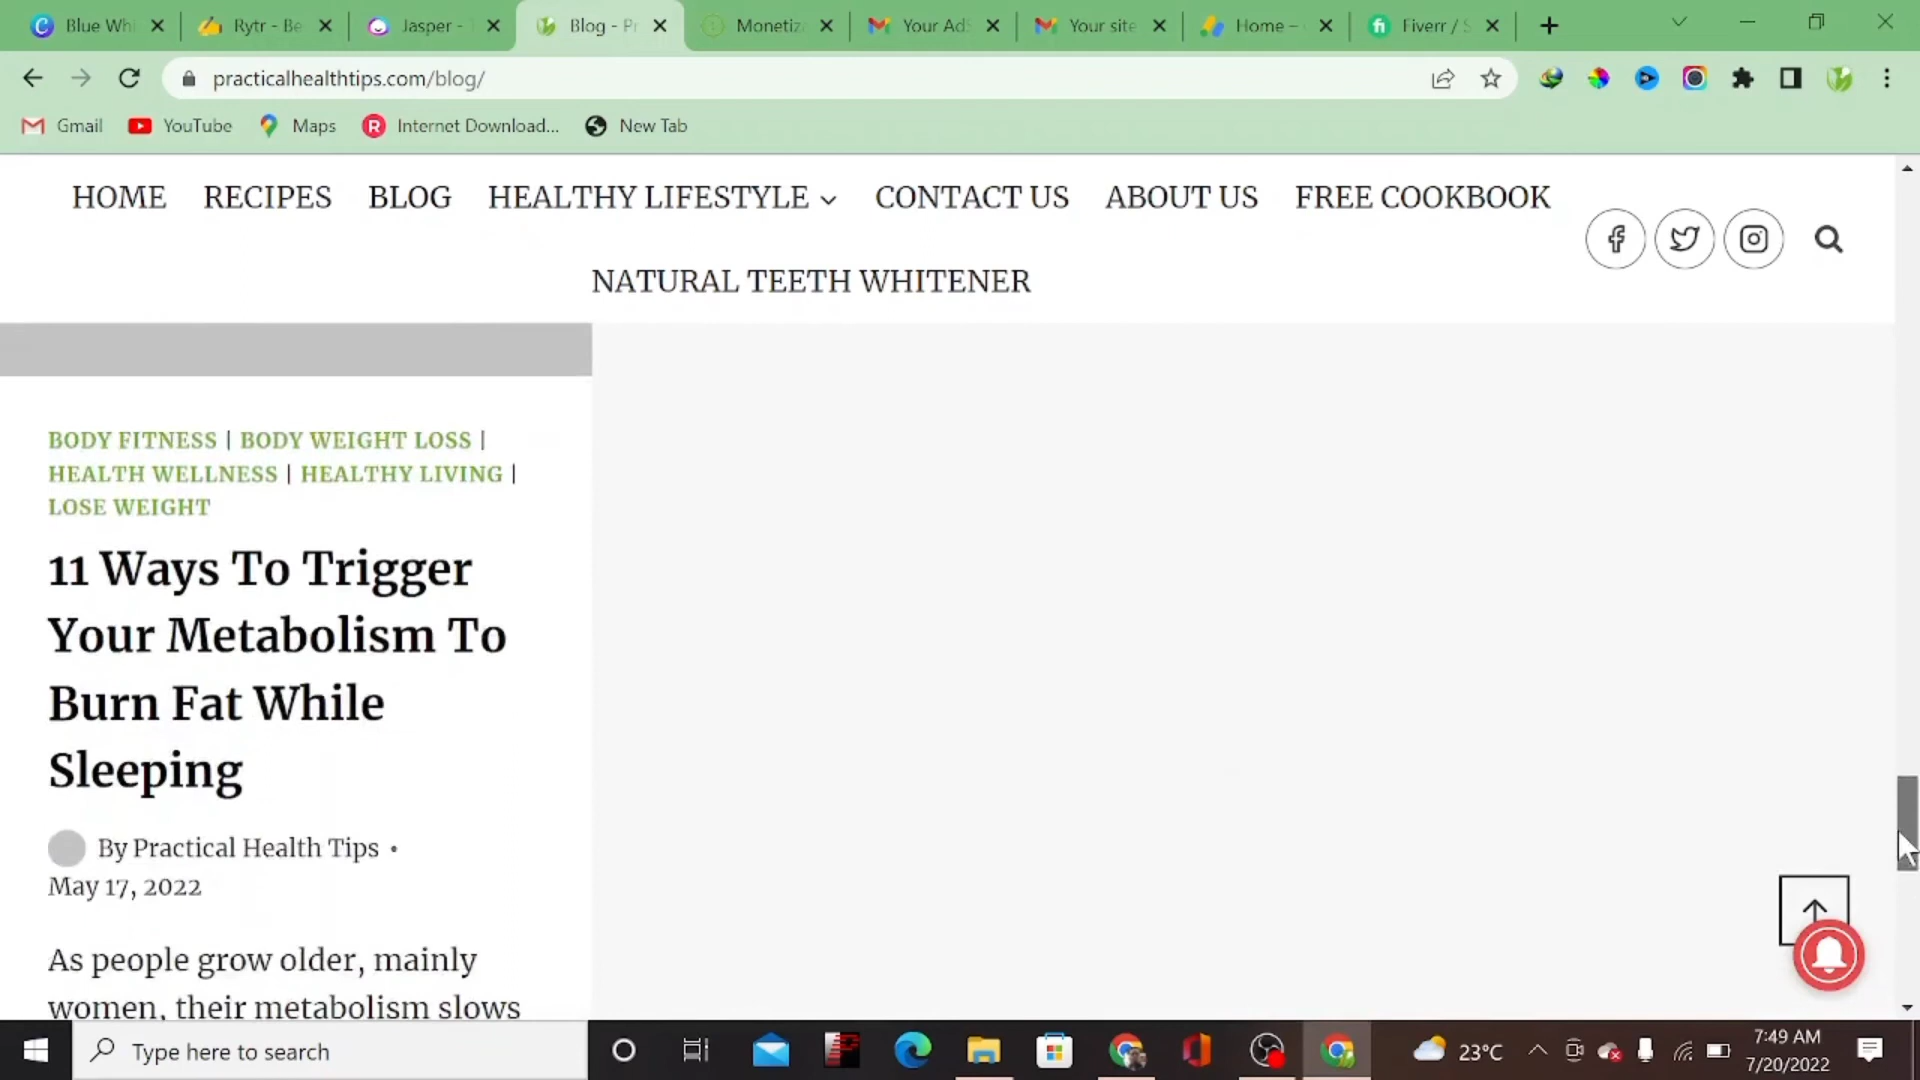 Blue Whi
Rytr - Be
Jasper -
Blog - Pr
Monetiz
Your Ad
Your site
Home –
Fiverr / S
practicalhealthtips.com/blog/
Gmail
YouTube
Maps
Internet Download...
New Tab
HOME RECIPES BLOG HEALTHY LIFESTYLE CONTACT US ABOUT US FREE COOKBOOK
NATURAL TEETH WHITENER
BODY FITNESS | BODY WEIGHT LOSS |
HEALTH WELLNESS | HEALTHY LIVING |
LOSE WEIGHT
11 Ways To Trigger
Your Metabolism To
Burn Fat While
Sleeping
By Practical Health Tips •
May 17, 2022
As people grow older, mainly
women, their metabolism slows
Type here to search
23°C
7:49 AM
7/20/2022